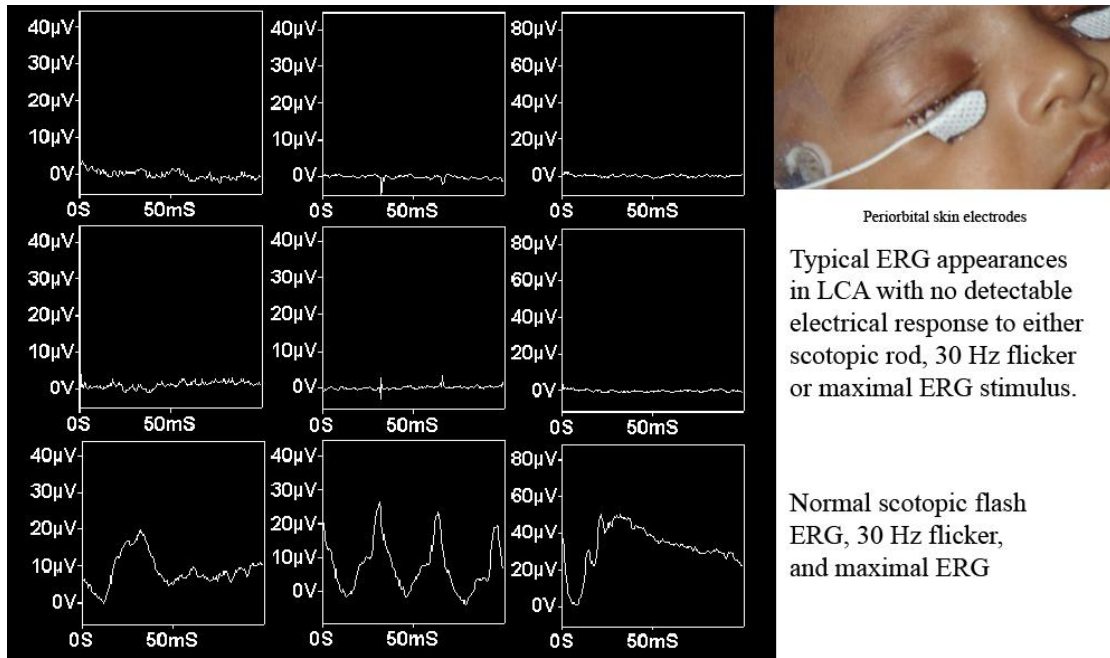 40µV
30µV
20µV
10µV
0V
0S 50mS
40µV
30µV
20µV
10µV
0V
0S 50mS
80µV
60µV
40µV
20µV
0V
0S 50mS
40µV
30µV
20µV
10µV
0V
0S 50mS
40µV
30µV
20µV
10µV
0V
0S 50mS
80µV
60µV
40µV
20µV
0V
0S 50mS
40µV
30µV
20µV
10µV
0V
0S 50mS
40µV
30µV
20µV
10µV
0V
0S 50mS
80µV
60µV
40µV
20µV
0V
0S 50mS
Periorbital skin electrodes
Typical ERG appearances
in LCA with no detectable
electrical response to either
scotopic rod, 30 Hz flicker
or maximal ERG stimulus.
Normal scotopic flash
ERG, 30 Hz flicker,
and maximal ERG